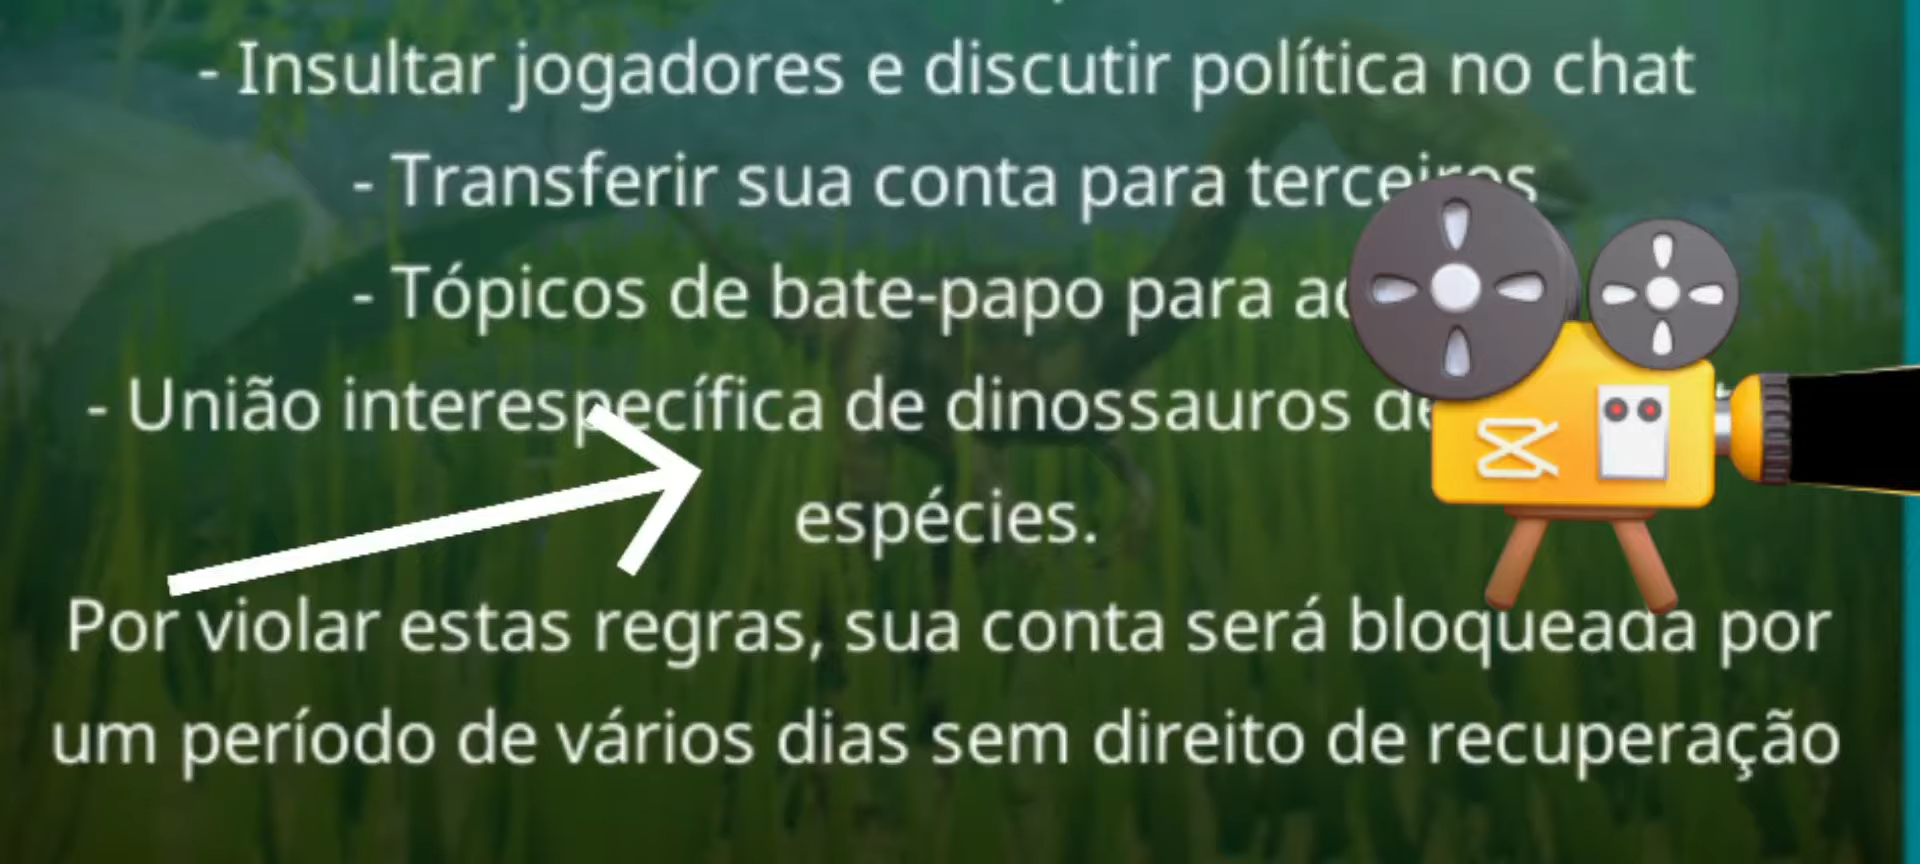 - Insultar jogadores e discutir política no chat
- Transferir sua conta para terceiros
- Tópicos de bate-papo para
- União interespecífica de dinossauros
espécies.
Por violar estas regras, sua conta será bloqueada por
um período de vários dias sem direito de recuperação